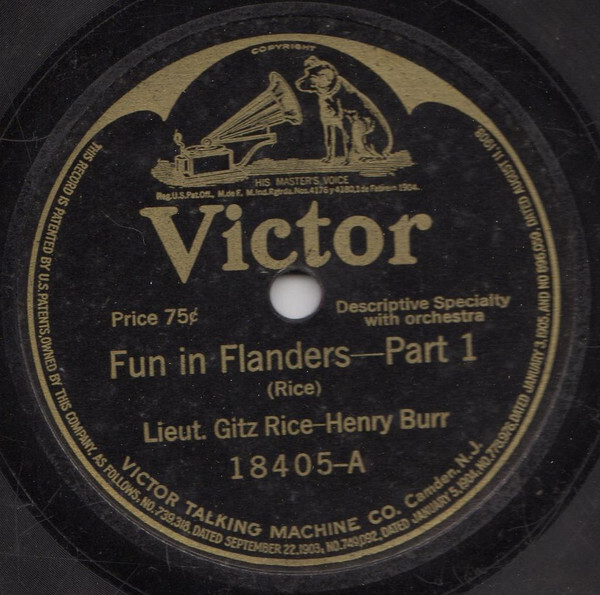 COPYRIGHT
HIS MASTER'S VOICE
Reg.U.S.Pat.Off. M.de F. M.Ind.Rgtrda.Nos.4176 y 4180,1 de Febrero 1904.
Victor
Price 75¢
Descriptive Specialty
with orchestra
Fun in Flanders—Part 1
(Rice)
Lieut. Gitz Rice-Henry Burr
18405-A
VICTOR TALKING MACHINE CO. Camden, N.J.
THIS RECORD IS PATENTED BY U.S. PATENTS, OWNED BY THIS COMPANY, AS FOLLOWS, NO. 739,318, DATED SEPTEMBER 22, 1903, NO. 749,092, DATED JANUARY 5, 1904, NO. 778,976, DATED JANUARY 3, 1905, AND NO 896,059, DATED AUGUST 11, 1908